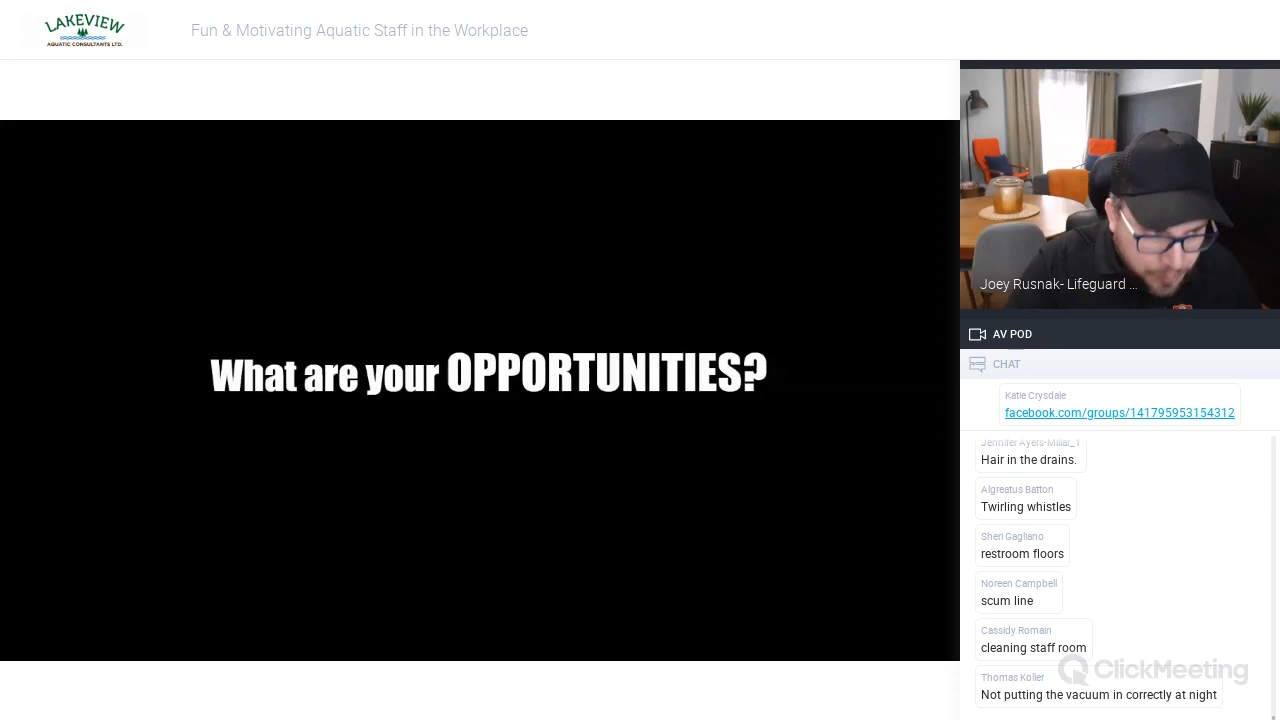 LAKEVIEW
AQUATIC CONSULTANTS LTD.
Fun & Motivating Aquatic Staff in the Workplace
What are your OPPORTUNITIES?
Joey Rusnak- Lifeguard ...
AV POD
CHAT
Katie Crysdale
facebook.com/groups/141795953154312
Jennifer Ayers-Millar_1
Hair in the drains.
Algreatus Batton
Twirling whistles
Sheri Gagliano
restroom floors
Noreen Campbell
scum line
Cassidy Romain
cleaning staff room
ClickMeeting
Thomas Koller
Not putting the vacuum in correctly at night